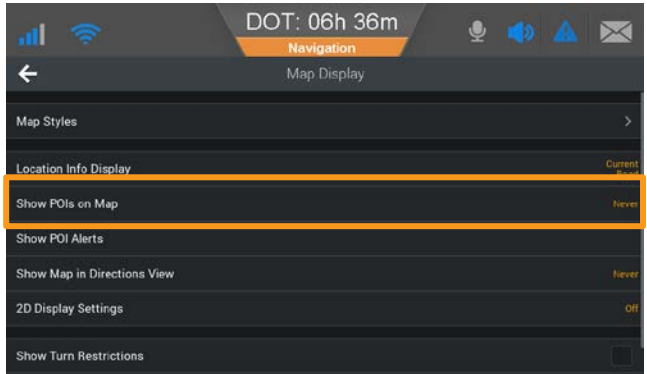 DOT: 06h 36m
Navigation
Map Display
Map Styles
Location Info Display
Current
Road
Show POIs on Map
Never
Show POI Alerts
Show Map in Directions View
Never
2D Display Settings
Off
Show Turn Restrictions